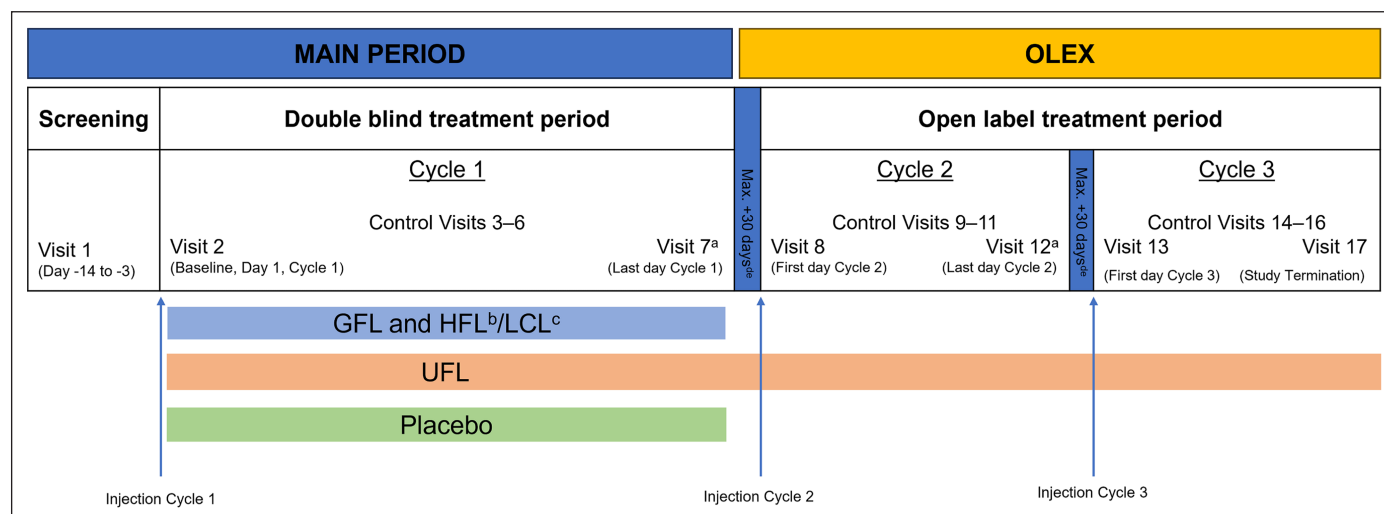 MAIN PERIOD
OLEX
Screening
Double blind treatment period
Open label treatment period
Cycle 1
Cycle 2
Cycle 3
Control Visits 3–6
Control Visits 9–11
Control Visits 14–16
Visit 1
(Day -14 to -3)
Visit 2
(Baseline, Day 1, Cycle 1)
Visit 7ᵃ
(Last day Cycle 1)
Max. +30 daysᵈᵉ
Visit 8
(First day Cycle 2)
Visit 12ᵃ
(Last day Cycle 2)
Max. +30 daysᵈᵉ
Visit 13
(First day Cycle 3)
Visit 17
(Study Termination)
GFL and HFLᵇ/LCLᶜ
UFL
Placebo
Injection Cycle 1
Injection Cycle 2
Injection Cycle 3